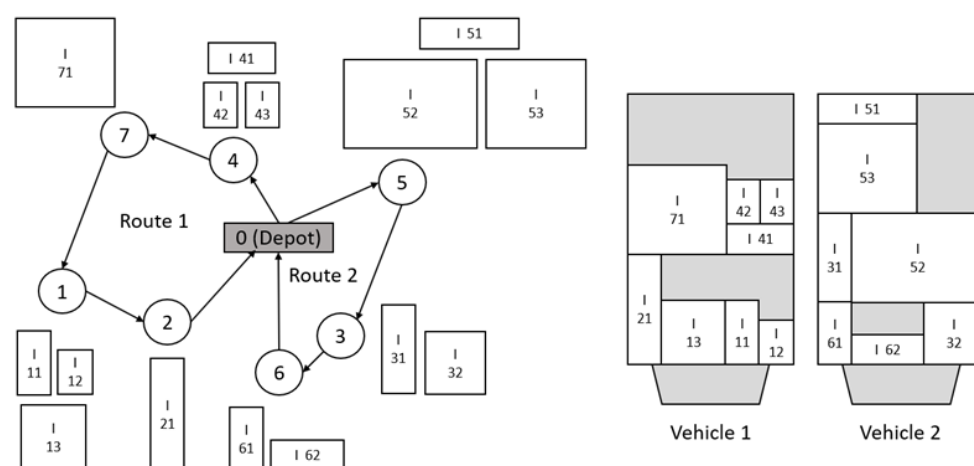 I
71
I 41
I
42
I
43
I 51
I
52
I
53
7
4
5
Route 1
0 (Depot)
Route 2
1
2
3
6
I
11
I
12
I
13
I
21
I
61
I 62
I
31
I
32
I
71
I
42
I
43
I 41
I
21
I
13
I
11
I
12
Vehicle 1
I 51
I
53
I
31
I
52
I
61
I 62
I
32
Vehicle 2